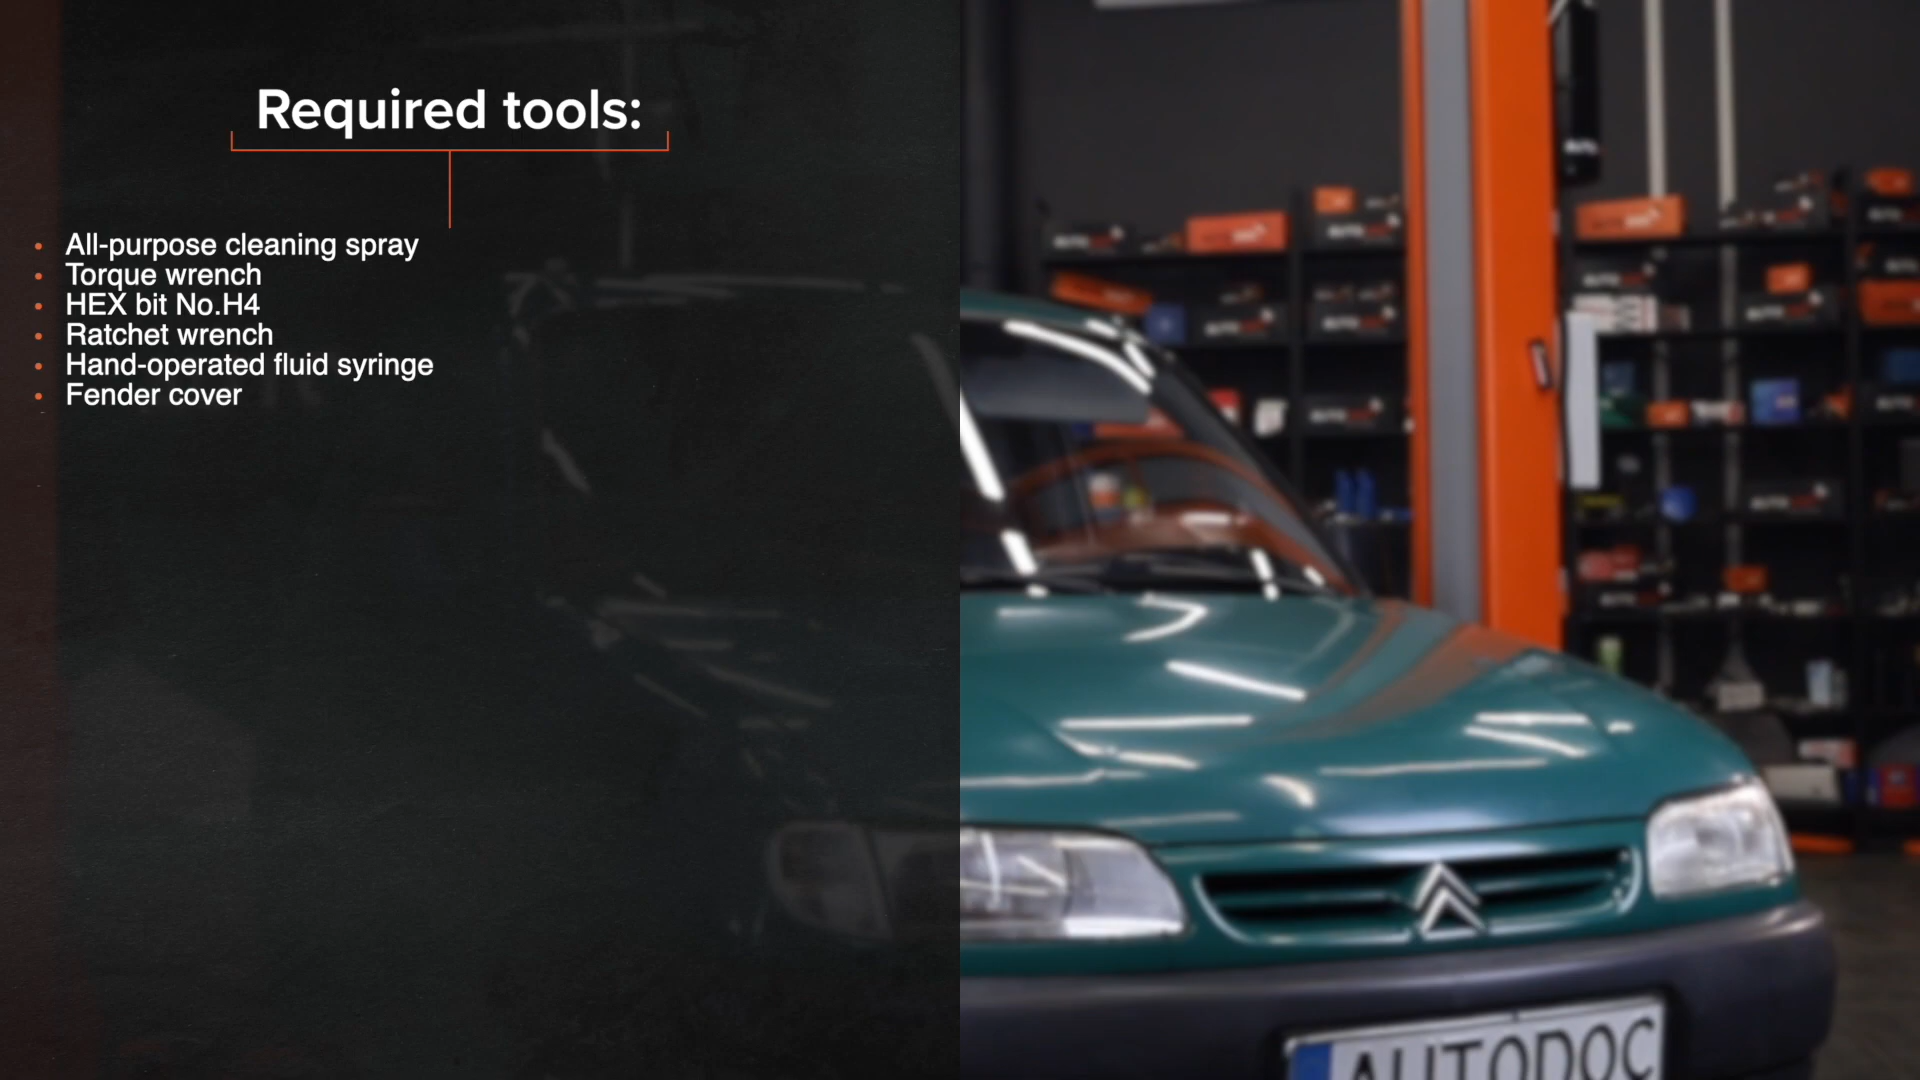 Required tools:
All-purpose cleaning spray
Torque wrench
HEX bit No.H4
Ratchet wrench
Hand-operated fluid syringe
Fender cover
AUTODOC